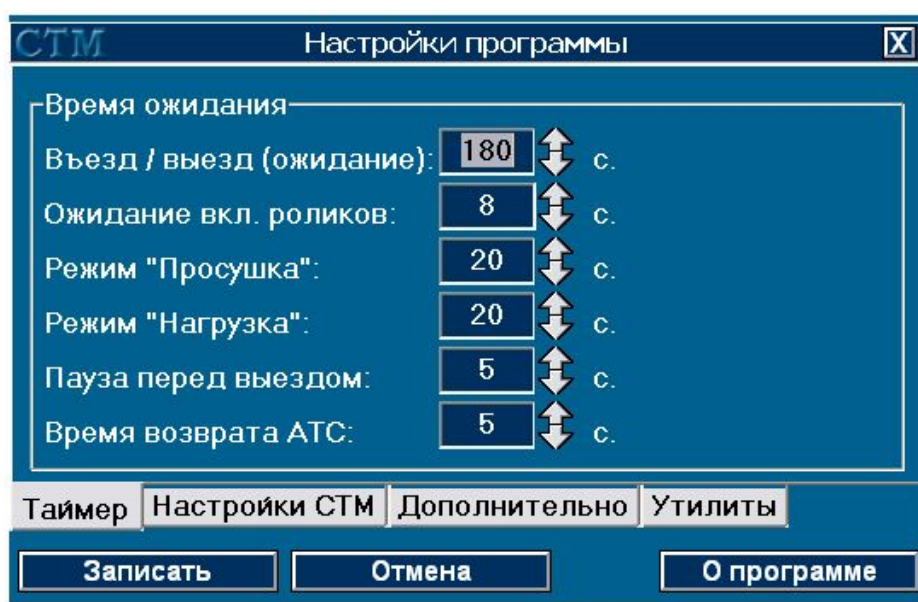 СТМ Настройки программы X
Время ожидания
Въезд / выезд (ожидание): 180 с.
Ожидание вкл. роликов: 8 с.
Режим "Просушка": 20 с.
Режим "Нагрузка": 20 с.
Пауза перед выездом: 5 с.
Время возврата АТС: 5 с.
Таймер Настройки СТМ Дополнительно Утилиты
Записать Отмена О программе